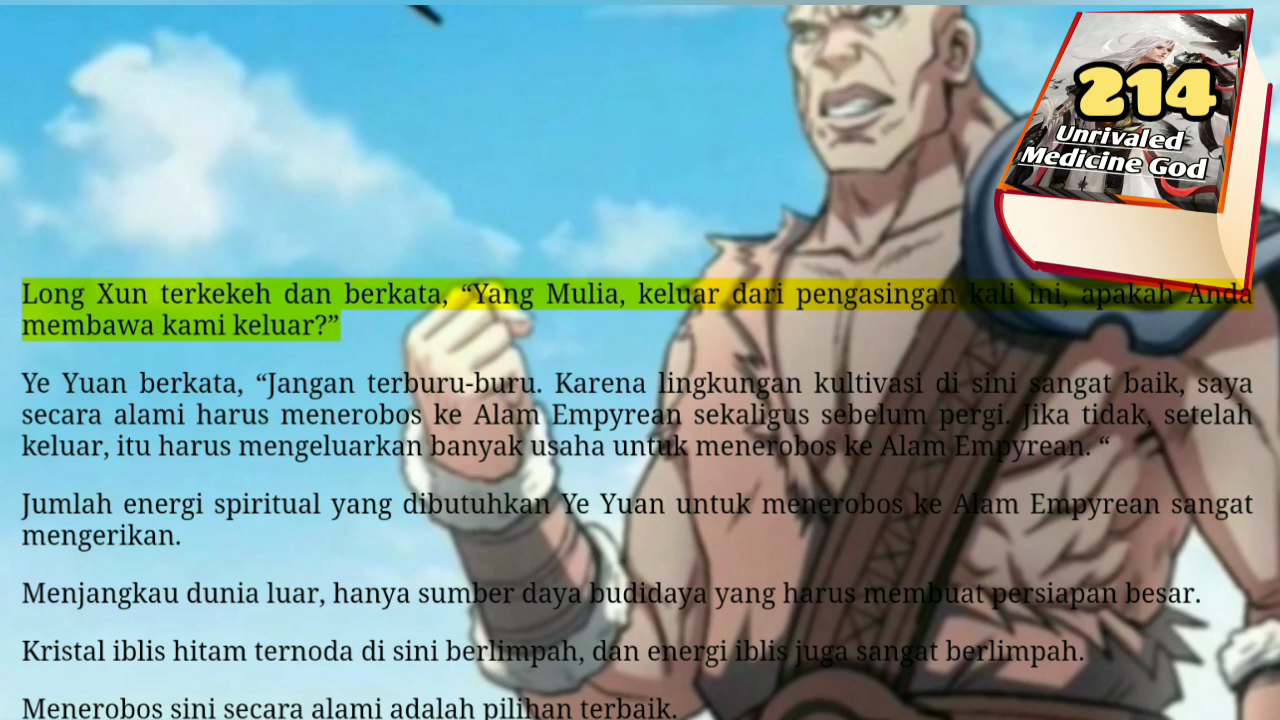 214
Unrivaled
Medicine God
Long Xun terkekeh dan berkata, “Yang Mulia, keluar dari pengasingan kali ini, apakah Anda
membawa kami keluar?”
Ye Yuan berkata, “Jangan terburu-buru. Karena lingkungan kultivasi di sini sangat baik, saya
secara alami harus menerobos ke Alam Empyrean sekaligus sebelum pergi. Jika tidak, setelah
keluar, itu harus mengeluarkan banyak usaha untuk menerobos ke Alam Empyrean. “
Jumlah energi spiritual yang dibutuhkan Ye Yuan untuk menerobos ke Alam Empyrean sangat
mengerikan.
Menjangkau dunia luar, hanya sumber daya budidaya yang harus membuat persiapan besar.
Kristal iblis hitam ternoda di sini berlimpah, dan energi iblis juga sangat berlimpah.
Menerobos sini secara alami adalah pilihan terbaik.